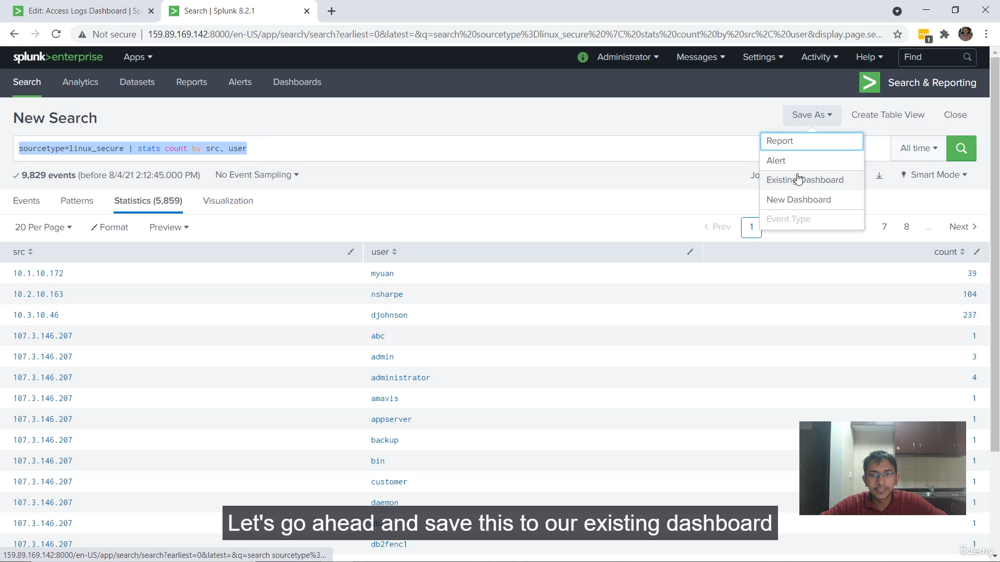 Edit: Access Logs Dashboard | Sp
Search | Splunk 8.2.1
Not secure | 159.89.169.142:8000/en-US/app/search/search?earliest=0&latest=&q=search%20sourcetype%3Dlinux_secure%20%7C%20stats%20count%20by%20src%2C%20user&display.page.se...
1
splunk>enterprise Apps
i Administrator Messages Settings Activity Help Find
Search Analytics Datasets Reports Alerts Dashboards
> Search & Reporting
New Search
Save As Create Table View Close
sourcetype=linux_secure | stats count by src, user
All time
Report
Alert
Existing Dashboard
New Dashboard
Event Type
✓ 9,829 events (before 8/4/21 2:12:45.000 PM) No Event Sampling
Jo
Smart Mode
Events Patterns Statistics (5,859) Visualization
20 Per Page Format Preview
< Prev 1 7 8 ... Next >
src user count
10.1.10.172 myuan 39
10.2.10.163 nsharpe 104
10.3.10.46 djohnson 237
107.3.146.207 abc 1
107.3.146.207 admin 3
107.3.146.207 administrator 4
107.3.146.207 amavis 1
107.3.146.207 appserver 1
107.3.146.207 backup 1
107.3.146.207 bin 1
107.3.146.207 customer 1
107.3.146.207 daemon 1
107.3.146.207 1
Let's go ahead and save this to our existing dashboard
107.3.146.207 db2fenc1 1
159.89.169.142:8000/en-US/app/search/search?earliest=0&latest=&q=search sourcetype%3...
ûdemy